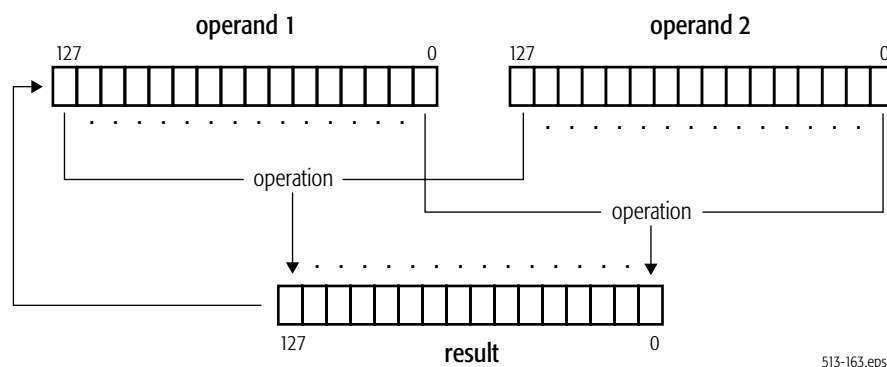 operand 1 operand 2
127 0 127 0
operation
operation
127 0
result
513-163.eps